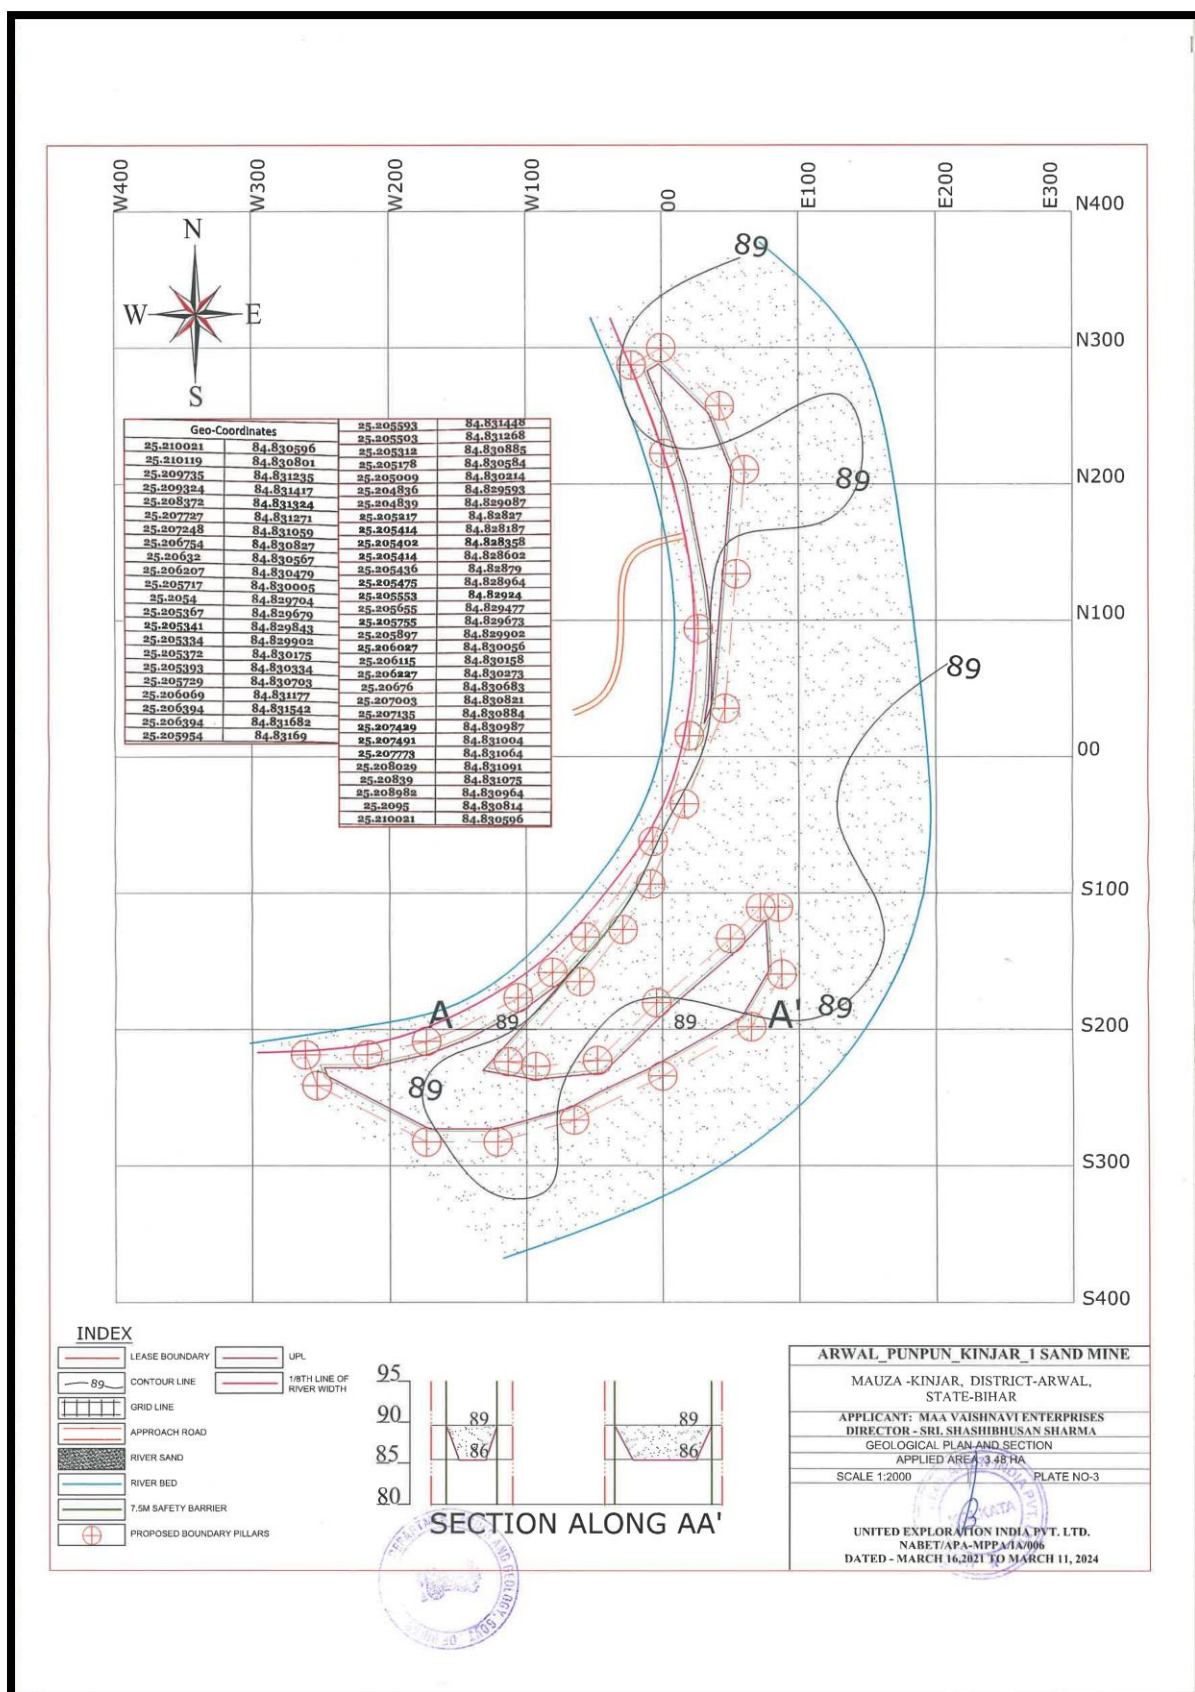 W400 W300 W200 W100 00 E100 E200 E300
N400
N
W E
S
89
N300
Geo-Coordinates
25.210021 84.830596
25.210119 84.830801
25.209735 84.831235
25.209324 84.831417
25.208372 84.831324
25.207727 84.831271
25.207248 84.831059
25.206754 84.830827
25.20632 84.830567
25.206207 84.830479
25.205717 84.830005
25.2054 84.829704
25.205367 84.829679
25.205341 84.829843
25.205334 84.829902
25.205372 84.830175
25.205393 84.830334
25.205729 84.830703
25.206069 84.831177
25.206394 84.831542
25.206394 84.831682
25.205954 84.83169
25.205593 84.831448
25.205503 84.831268
25.205312 84.830885
25.205178 84.830584
25.205009 84.830214
25.204836 84.829593
25.204839 84.829087
25.205217 84.82827
25.205414 84.828187
25.205402 84.828358
25.205414 84.828602
25.205436 84.82879
25.205475 84.828964
25.205553 84.82924
25.205655 84.829477
25.205755 84.829673
25.205897 84.829902
25.206027 84.830056
25.206115 84.830158
25.206227 84.830273
25.20676 84.830683
25.207003 84.830821
25.207135 84.830884
25.207429 84.830987
25.207491 84.831004
25.207773 84.831064
25.208029 84.831091
25.20839 84.831075
25.208982 84.830964
25.2095 84.830814
25.210021 84.830596
89
N200
N100
89
00
S100
A 89 89 A' 89
S200
89
S300
S400
INDEX
LEASE BOUNDARY
UPL
89 CONTOUR LINE
1/8TH LINE OF
RIVER WIDTH
GRID LINE
APPROACH ROAD
RIVER SAND
RIVER BED
7.5M SAFETY BARRIER
PROPOSED BOUNDARY PILLARS
95
90 89 89
85 86 86
80
SECTION ALONG AA'
ARWAL_PUNPUN_KINJAR_1 SAND MINE
MAUZA -KINJAR, DISTRICT-ARWAL,
STATE-BIHAR
APPLICANT: MAA VAISHNAVI ENTERPRISES
DIRECTOR - SRI. SHASHIBHUSAN SHARMA
GEOLOGICAL PLAN AND SECTION
APPLIED AREA 3.48 HA
SCALE 1:2000 PLATE NO-3
UNITED EXPLORATION INDIA PVT. LTD.
NABET/APA-MPPA/IA/006
DATED - MARCH 16,2021 TO MARCH 11, 2024
AND GEOLOGY, GOVT OF
INDIA PVT.